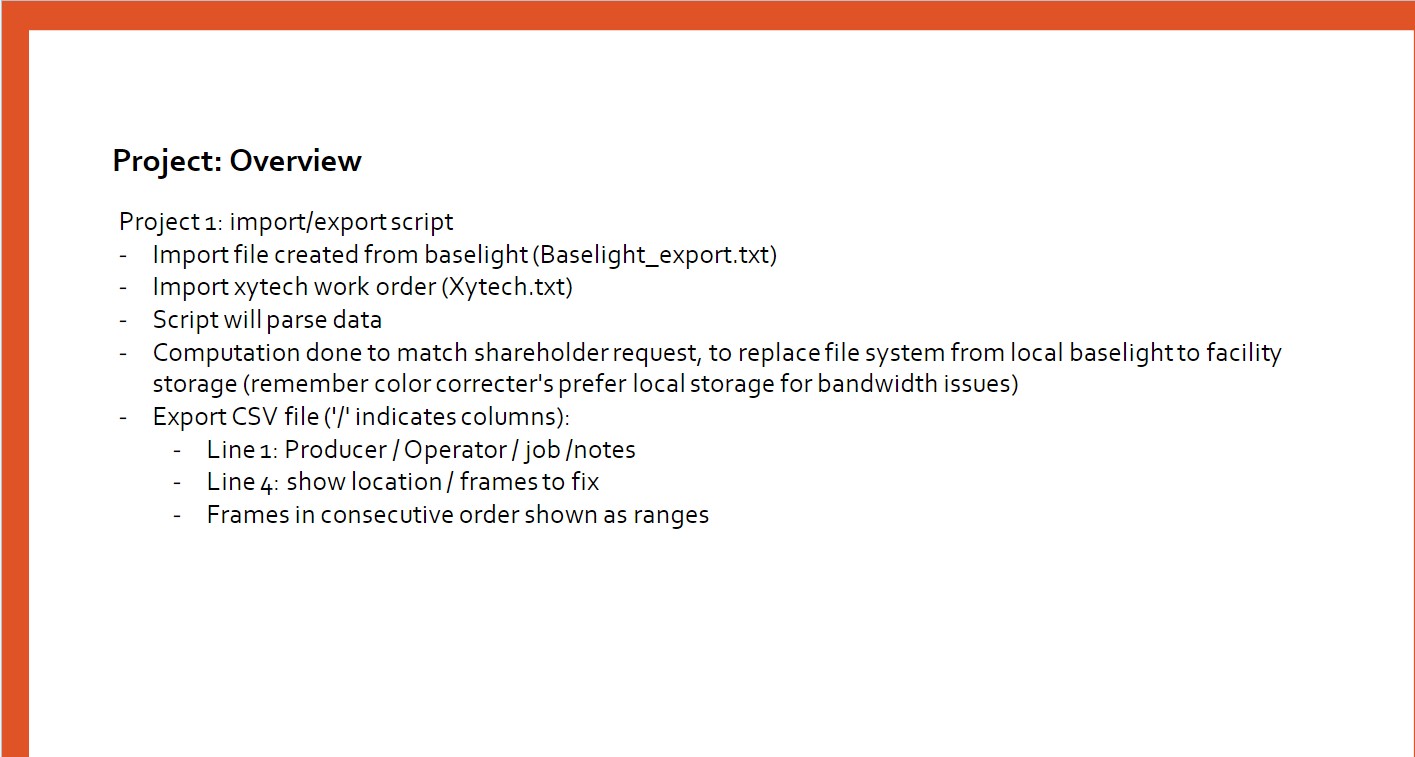 Project: Overview
Project 1: import/export script
- Import file created from baselight (Baselight_export.txt)
- Import xytech work order (Xytech.txt)
- Script will parse data
- Computation done to match shareholder request, to replace file system from local baselight to facility
storage (remember color correcter's prefer local storage for bandwidth issues)
- Export CSV file ('/' indicates columns):
- Line 1: Producer / Operator / job /notes
- Line 4: show location / frames to fix
- Frames in consecutive order shown as ranges